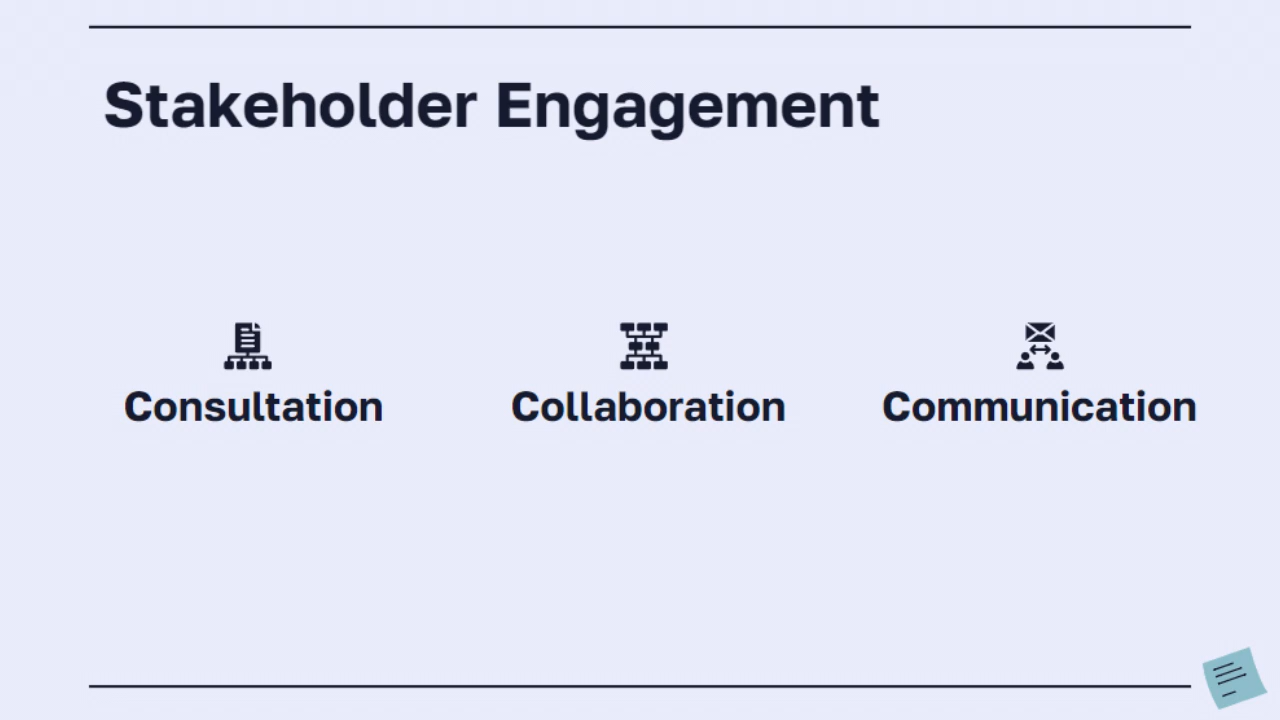 Stakeholder Engagement
Consultation
Collaboration
Communication